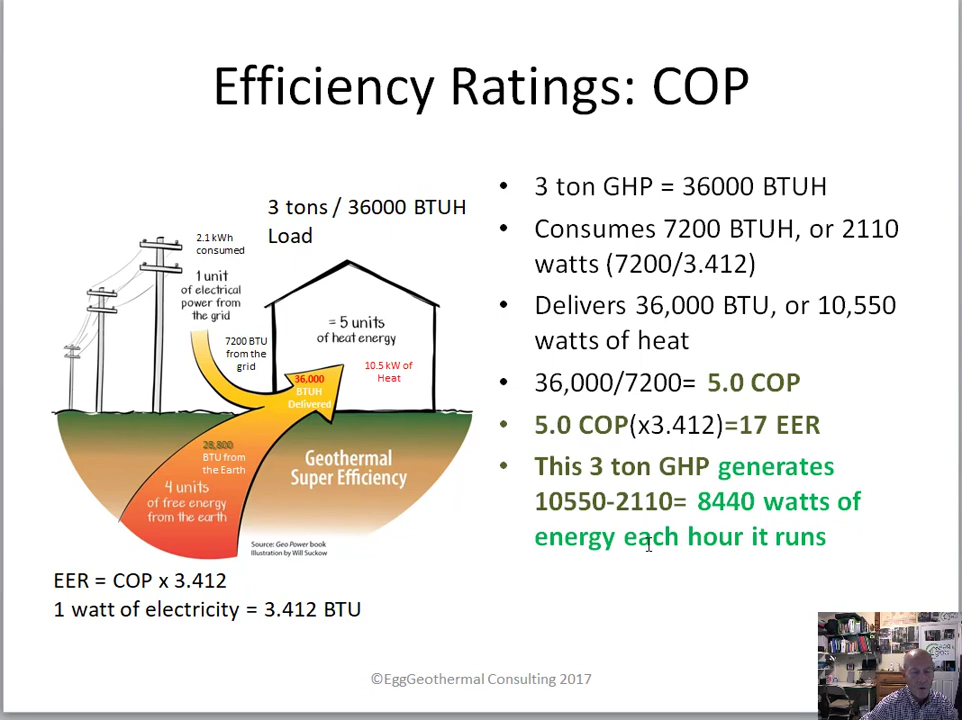 Efficiency Ratings: COP
3 tons / 36000 BTUH
Load
2.1 kWh
consumed
1 unit
of electrical
power from
the grid
7200 BTU
from the
grid
= 5 units
of heat energy
10.5 kW of
Heat
36,000
BTUH
Delivered
28,800
BTU from
the Earth
4 units
of free energy
from the earth
Geothermal
Super Efficiency
Source: Geo Power book
Illustration by Will Suckow
EER = COP x 3.412
1 watt of electricity = 3.412 BTU
• 3 ton GHP = 36000 BTUH
• Consumes 7200 BTUH, or 2110
watts (7200/3.412)
• Delivers 36,000 BTU, or 10,550
watts of heat
• 36,000/7200= 5.0 COP
• 5.0 COP(x3.412)=17 EER
• This 3 ton GHP generates
10550-2110= 8440 watts of
energy each hour it runs
©EggGeothermal Consulting 2017